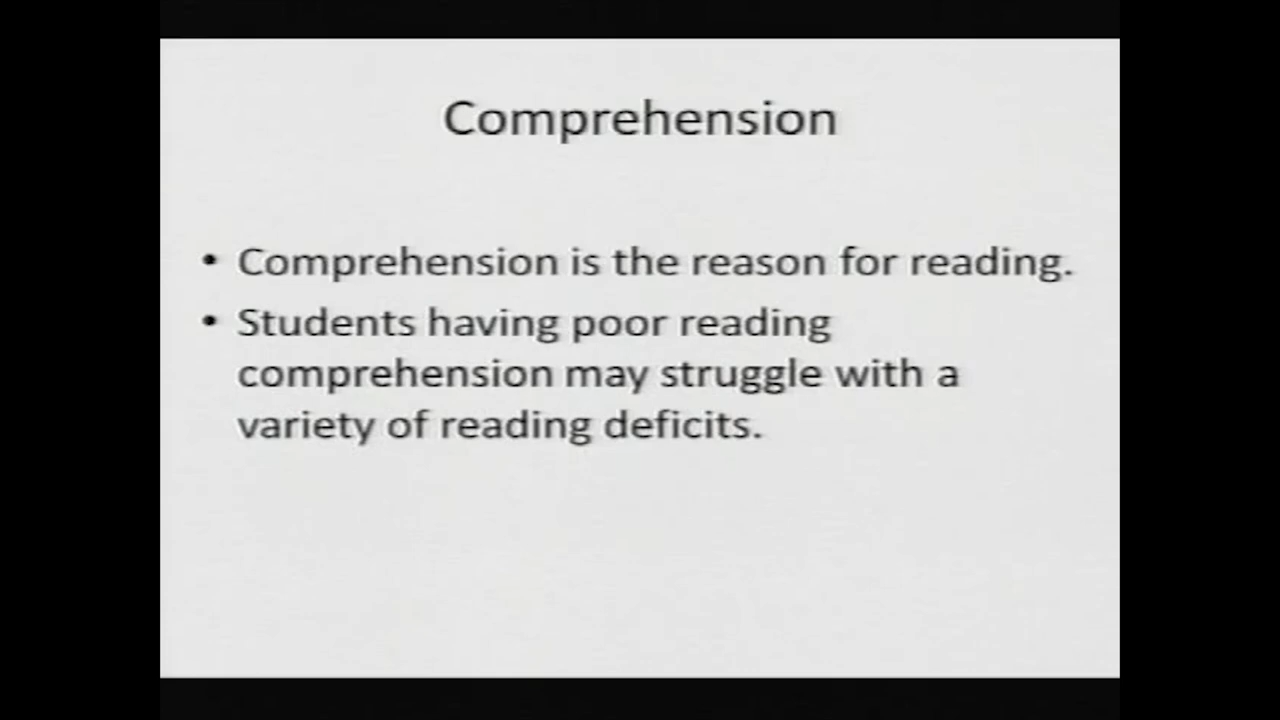 Comprehension
• Comprehension is the reason for reading.
• Students having poor reading
comprehension may struggle with a
variety of reading deficits.